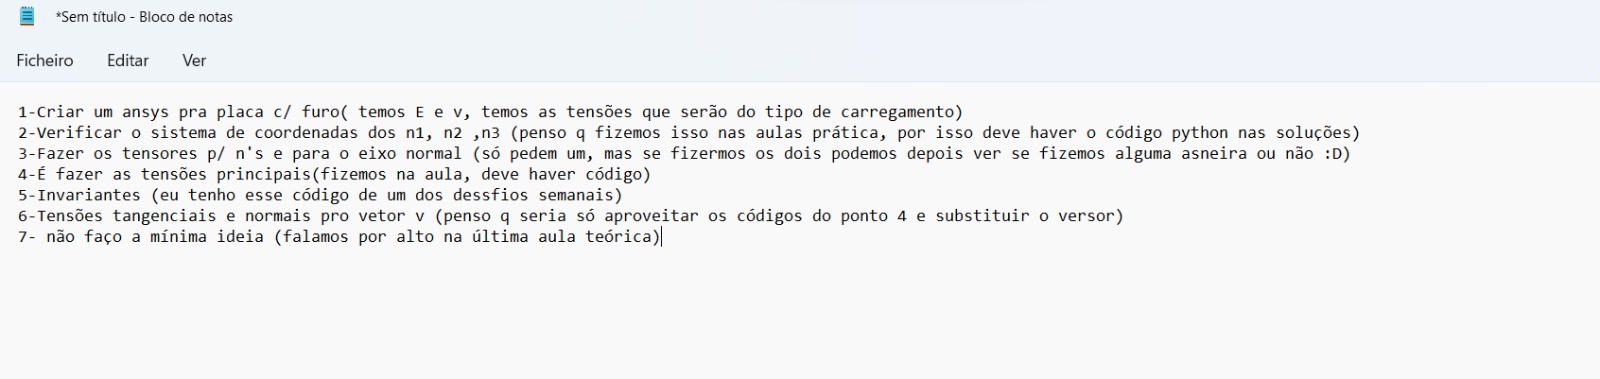 *Sem título - Bloco de notas
Ficheiro Editar Ver
1-Criar um ansys pra placa c/ furo( temos E e v, temos as tensões que serão do tipo de carregamento)
2-Verificar o sistema de coordenadas dos n1, n2 ,n3 (penso q fizemos isso nas aulas prática, por isso deve haver o código python nas soluções)
3-Fazer os tensores p/ n's e para o eixo normal (só pedem um, mas se fizermos os dois podemos depois ver se fizemos alguma asneira ou não :D)
4-É fazer as tensões principais(fizemos na aula, deve haver código)
5-Invariantes (eu tenho esse código de um dos dessfios semanais)
6-Tensões tangenciais e normais pro vetor v (penso q seria só aproveitar os códigos do ponto 4 e substituir o versor)
7- não faço a mínima ideia (falamos por alto na última aula teórica)